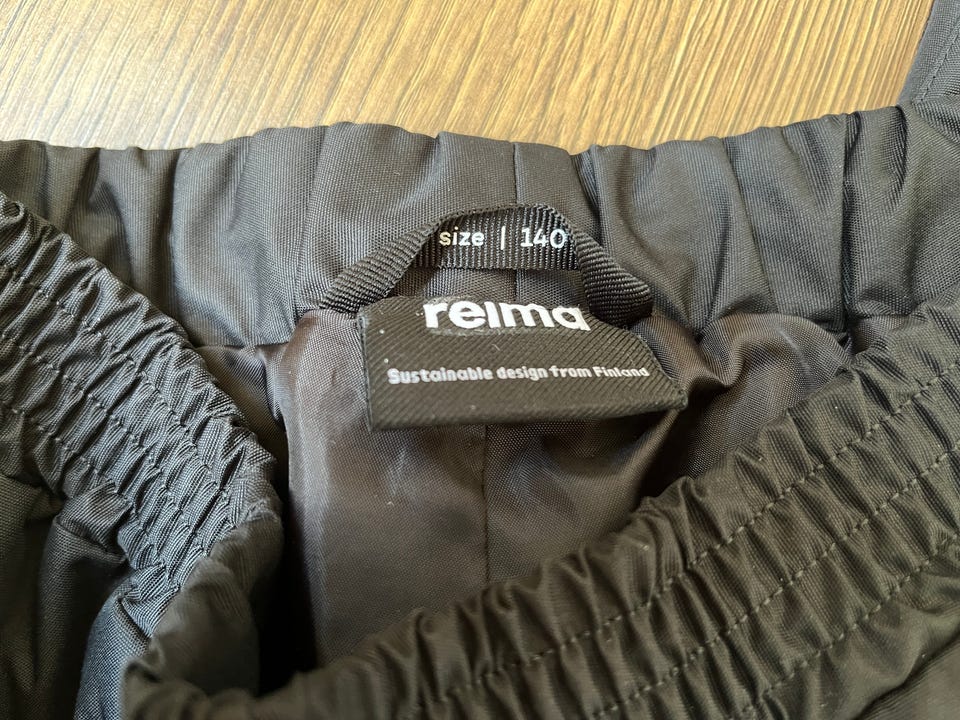 size | 140
reima
Sustainable design from Finland